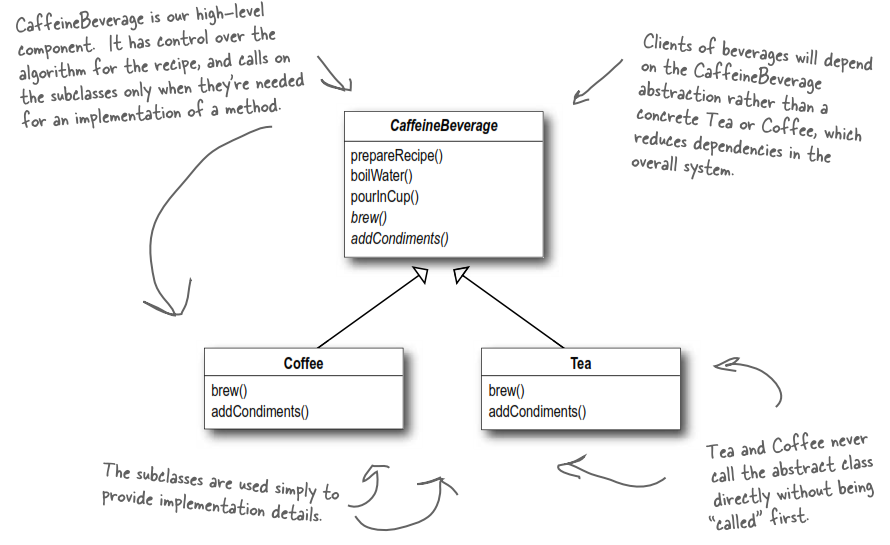 CaffeineBeverage is our high-level
component. It has control over the
algorithm for the recipe, and calls on
the subclasses only when they're needed
for an implementation of a method.
Clients of beverages will depend
on the CaffeineBeverage
abstraction rather than a
concrete Tea or Coffee, which
reduces dependencies in the
overall system.
CaffeineBeverage
prepareRecipe()
boilWater()
pourInCup()
brew()
addCondiments()
Coffee
brew()
addCondiments()
Tea
brew()
addCondiments()
The subclasses are used simply to
provide implementation details.
Tea and Coffee never
call the abstract class
directly without being
“called” first.